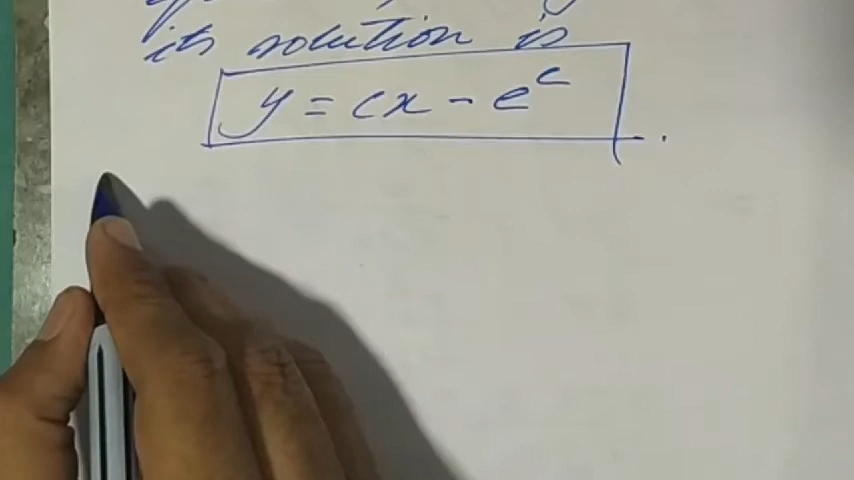 its solution is
y = cx - e^c.